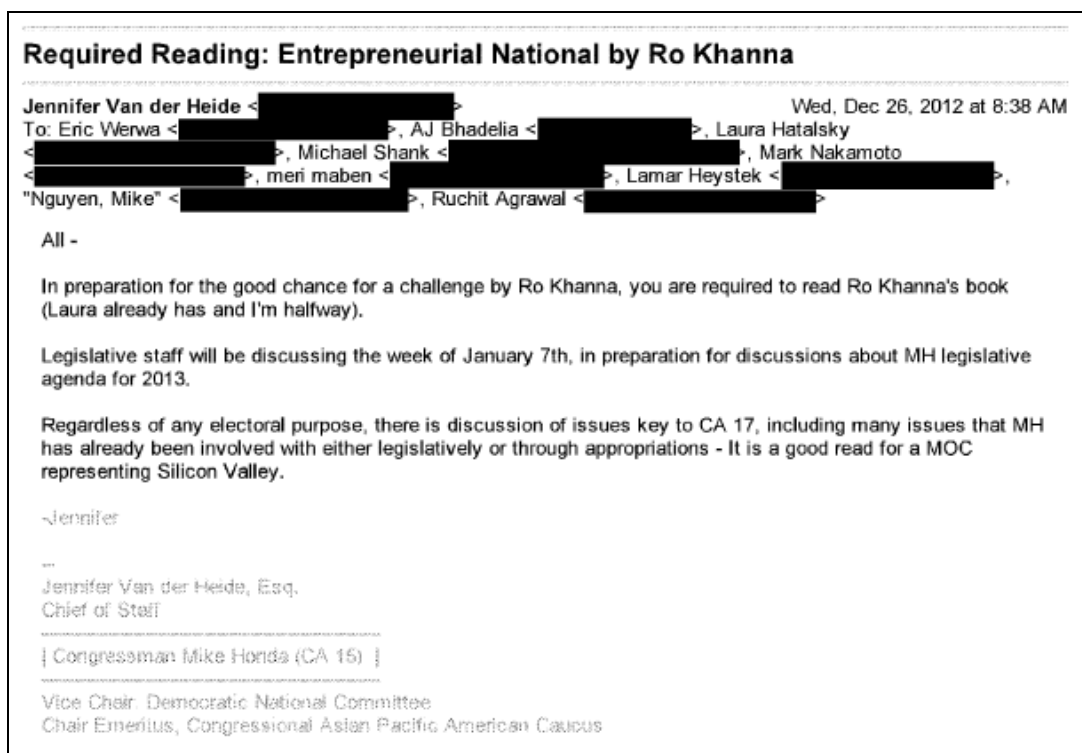 Required Reading: Entrepreneurial National by Ro Khanna
Jennifer Van der Heide < > Wed, Dec 26, 2012 at 8:38 AM
To: Eric Werwa < >, AJ Bhadelia < >, Laura Hatalsky
< >, Michael Shank < >, Mark Nakamoto
< >, meri maben < >, Lamar Heystek < >,
"Nguyen, Mike" < >, Ruchit Agrawal < >
All -
In preparation for the good chance for a challenge by Ro Khanna, you are required to read Ro Khanna's book
(Laura already has and I'm halfway).
Legislative staff will be discussing the week of January 7th, in preparation for discussions about MH legislative
agenda for 2013.
Regardless of any electoral purpose, there is discussion of issues key to CA 17, including many issues that MH
has already been involved with either legislatively or through appropriations - It is a good read for a MOC
representing Silicon Valley.
-Jennifer
--
Jennifer Van der Heide, Esq.
Chief of Staff
| Congressman Mike Honda (CA 15) |
Vice Chair, Democratic National Committee
Chair Emeritus, Congressional Asian Pacific American Caucus